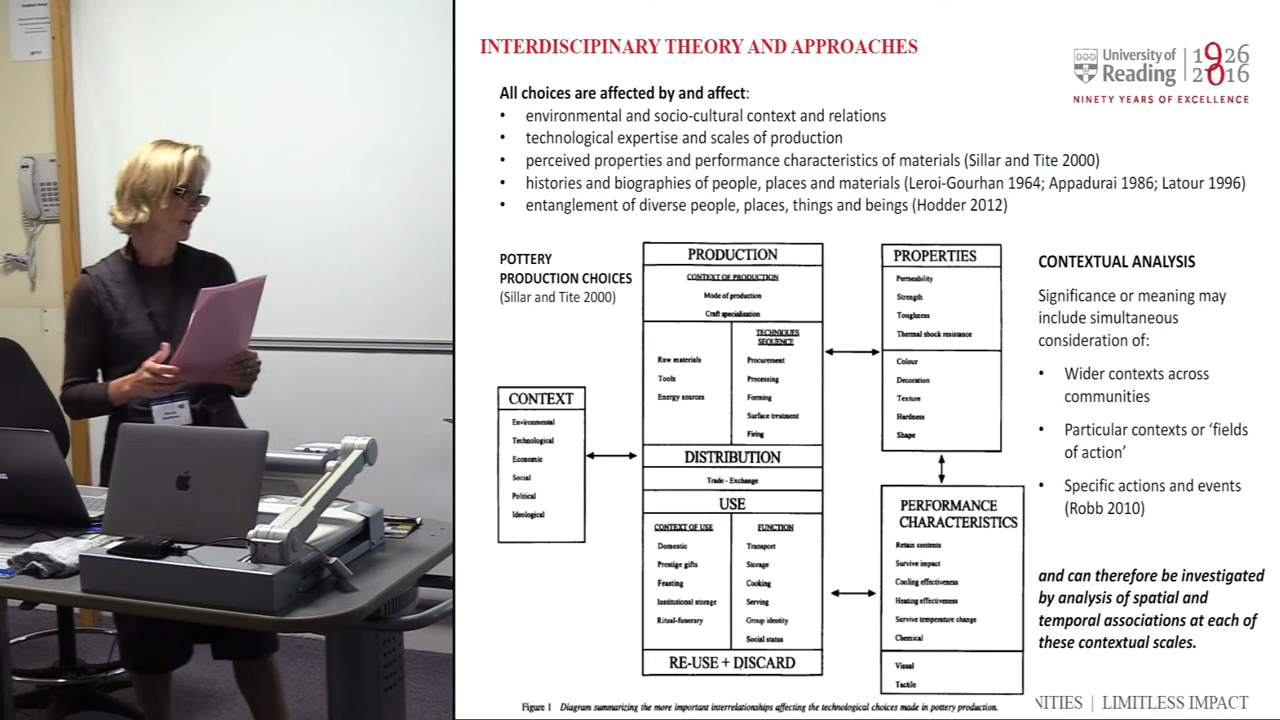 INTERDISCIPINARY THEORY AND APPROACHES
University of
Reading
1926
2016
NINETY YEARS OF EXCELLENCE
All choices are affected by and affect:
• environmental and socio-cultural context and relations
• technological expertise and scales of production
• perceived properties and performance characteristics of materials (Sillar and Tite 2000)
• histories and biographies of people, places and materials (Leroi-Gourhan 1964; Appadurai 1986; Latour 1996)
• entanglement of diverse people, places, things and beings (Hodder 2012)
POTTERY
PRODUCTION CHOICES
(Sillar and Tite 2000)
CONTEXT
Environmental
Technological
Economic
Social
Political
Ideological
PRODUCTION
CONTEXT OF PRODUCTION
Mode of production
Craft specialisation
Raw materials
Tools
Energy sources
TECHNIQUES
SEQUENCE
Procurement
Processing
Forming
Surface treatment
Firing
DISTRIBUTION
Trade - Exchange
USE
CONTEXT OF USE
Domestic
Prestige gifts
Feasting
Institutional storage
Ritual-funerary
FUNCTION
Transport
Storage
Cooking
Serving
Group identity
Social status
RE-USE + DISCARD
PROPERTIES
Permeability
Strength
Toughness
Thermal shock resistance
Colour
Decoration
Texture
Hardness
Shape
PERFORMANCE
CHARACTERISTICS
Retain contents
Survive impact
Cooling effectiveness
Heating effectiveness
Survive temperature change
Chemical
Visual
Tactile
CONTEXTUAL ANALYSIS
Significance or meaning may
include simultaneous
consideration of:
• Wider contexts across
communities
• Particular contexts or ‘fields
of action’
• Specific actions and events
(Robb 2010)
and can therefore be investigated
by analysis of spatial and
temporal associations at each of
these contextual scales.
Figure 1 Diagram summarizing the more important interrelationships affecting the technological choices made in pottery production.
NITIES | LIMITLESS IMPACT